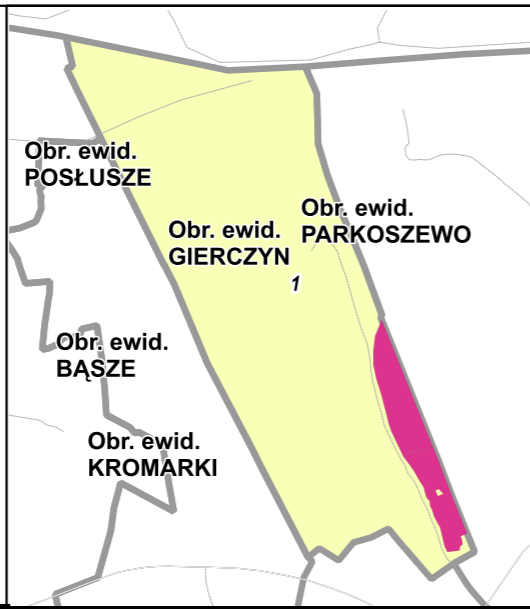 Obr. ewid.
POSŁUSZE
Obr. ewid.
PARKOSZEWO
Obr. ewid.
GIERCZYN
1
Obr. ewid.
BĄSZE
Obr. ewid.
KROMARKI